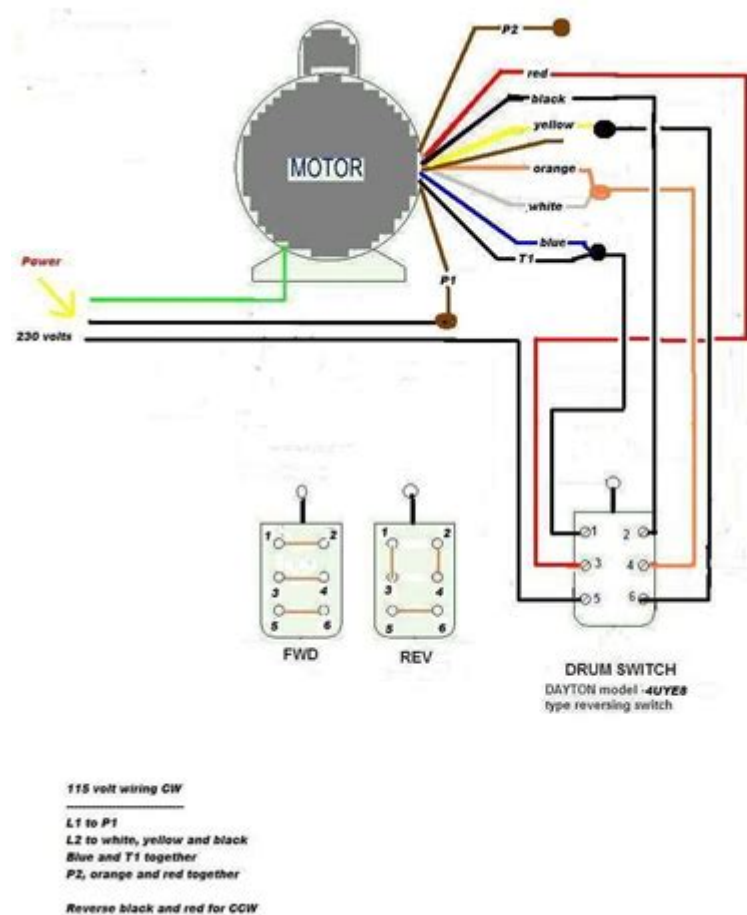 P2
red
black
yellow
MOTOR
orange
white
blue
T1
Power
P1
230 volts
1 2
3 4
5 6
FWD
1 2
3 4
5 6
REV
1 2
3 4
5 6
DRUM SWITCH
DAYTON model -4UYE8
type reversing switch
115 volt wiring CW
L1 to P1
L2 to white, yellow and black
Blue and T1 together
P2, orange and red together
Reverse black and red for CCW